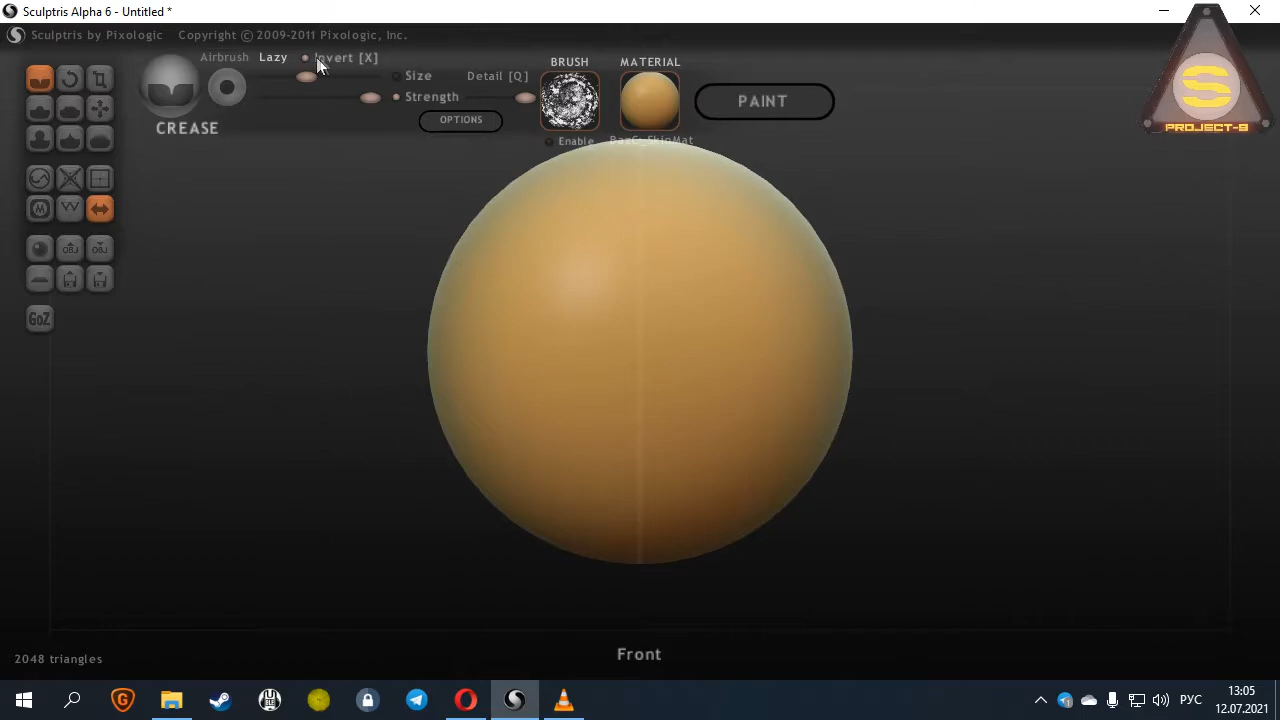 Sculptris Alpha 6 - Untitled *
Sculptris by Pixologic Copyright © 2009-2011 Pixologic, Inc.
Airbrush Lazy Invert [X]
Size Detail [Q]
Strength
OPTIONS
CREASE
BRUSH
Enable
MATERIAL
BazC_SkinMat
PAINT
S
PROJECT-S
OBJ OBJ
GoZ
Front
2048 triangles
РУС
13:05
12.07.2021